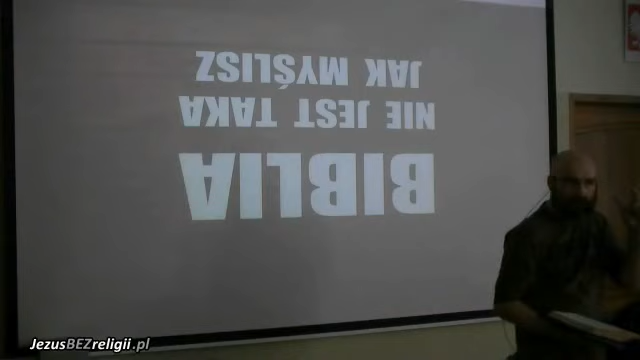 BIBLIA
NIE JEST TAKA
JAK MYŚLISZ
JezusBEZreligii.pl